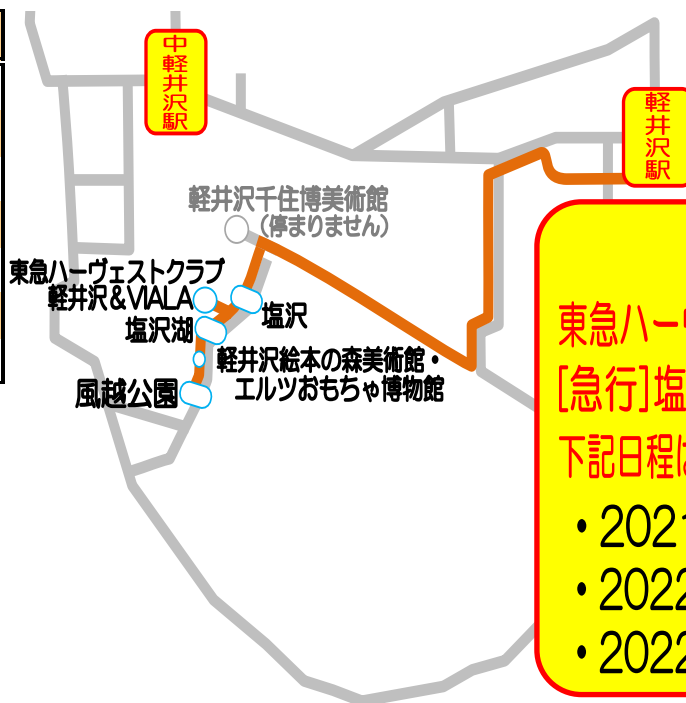 中軽井沢駅
軽井沢駅
軽井沢千住博美術館
（停まりません）
東急ハーヴェストクラブ
軽井沢＆VIALA
塩沢
塩沢湖
軽井沢絵本の森美術館・
エルツおもちゃ博物館
風越公園
東急ハー
[急行]塩
下記日程
・202
・2022
・2022